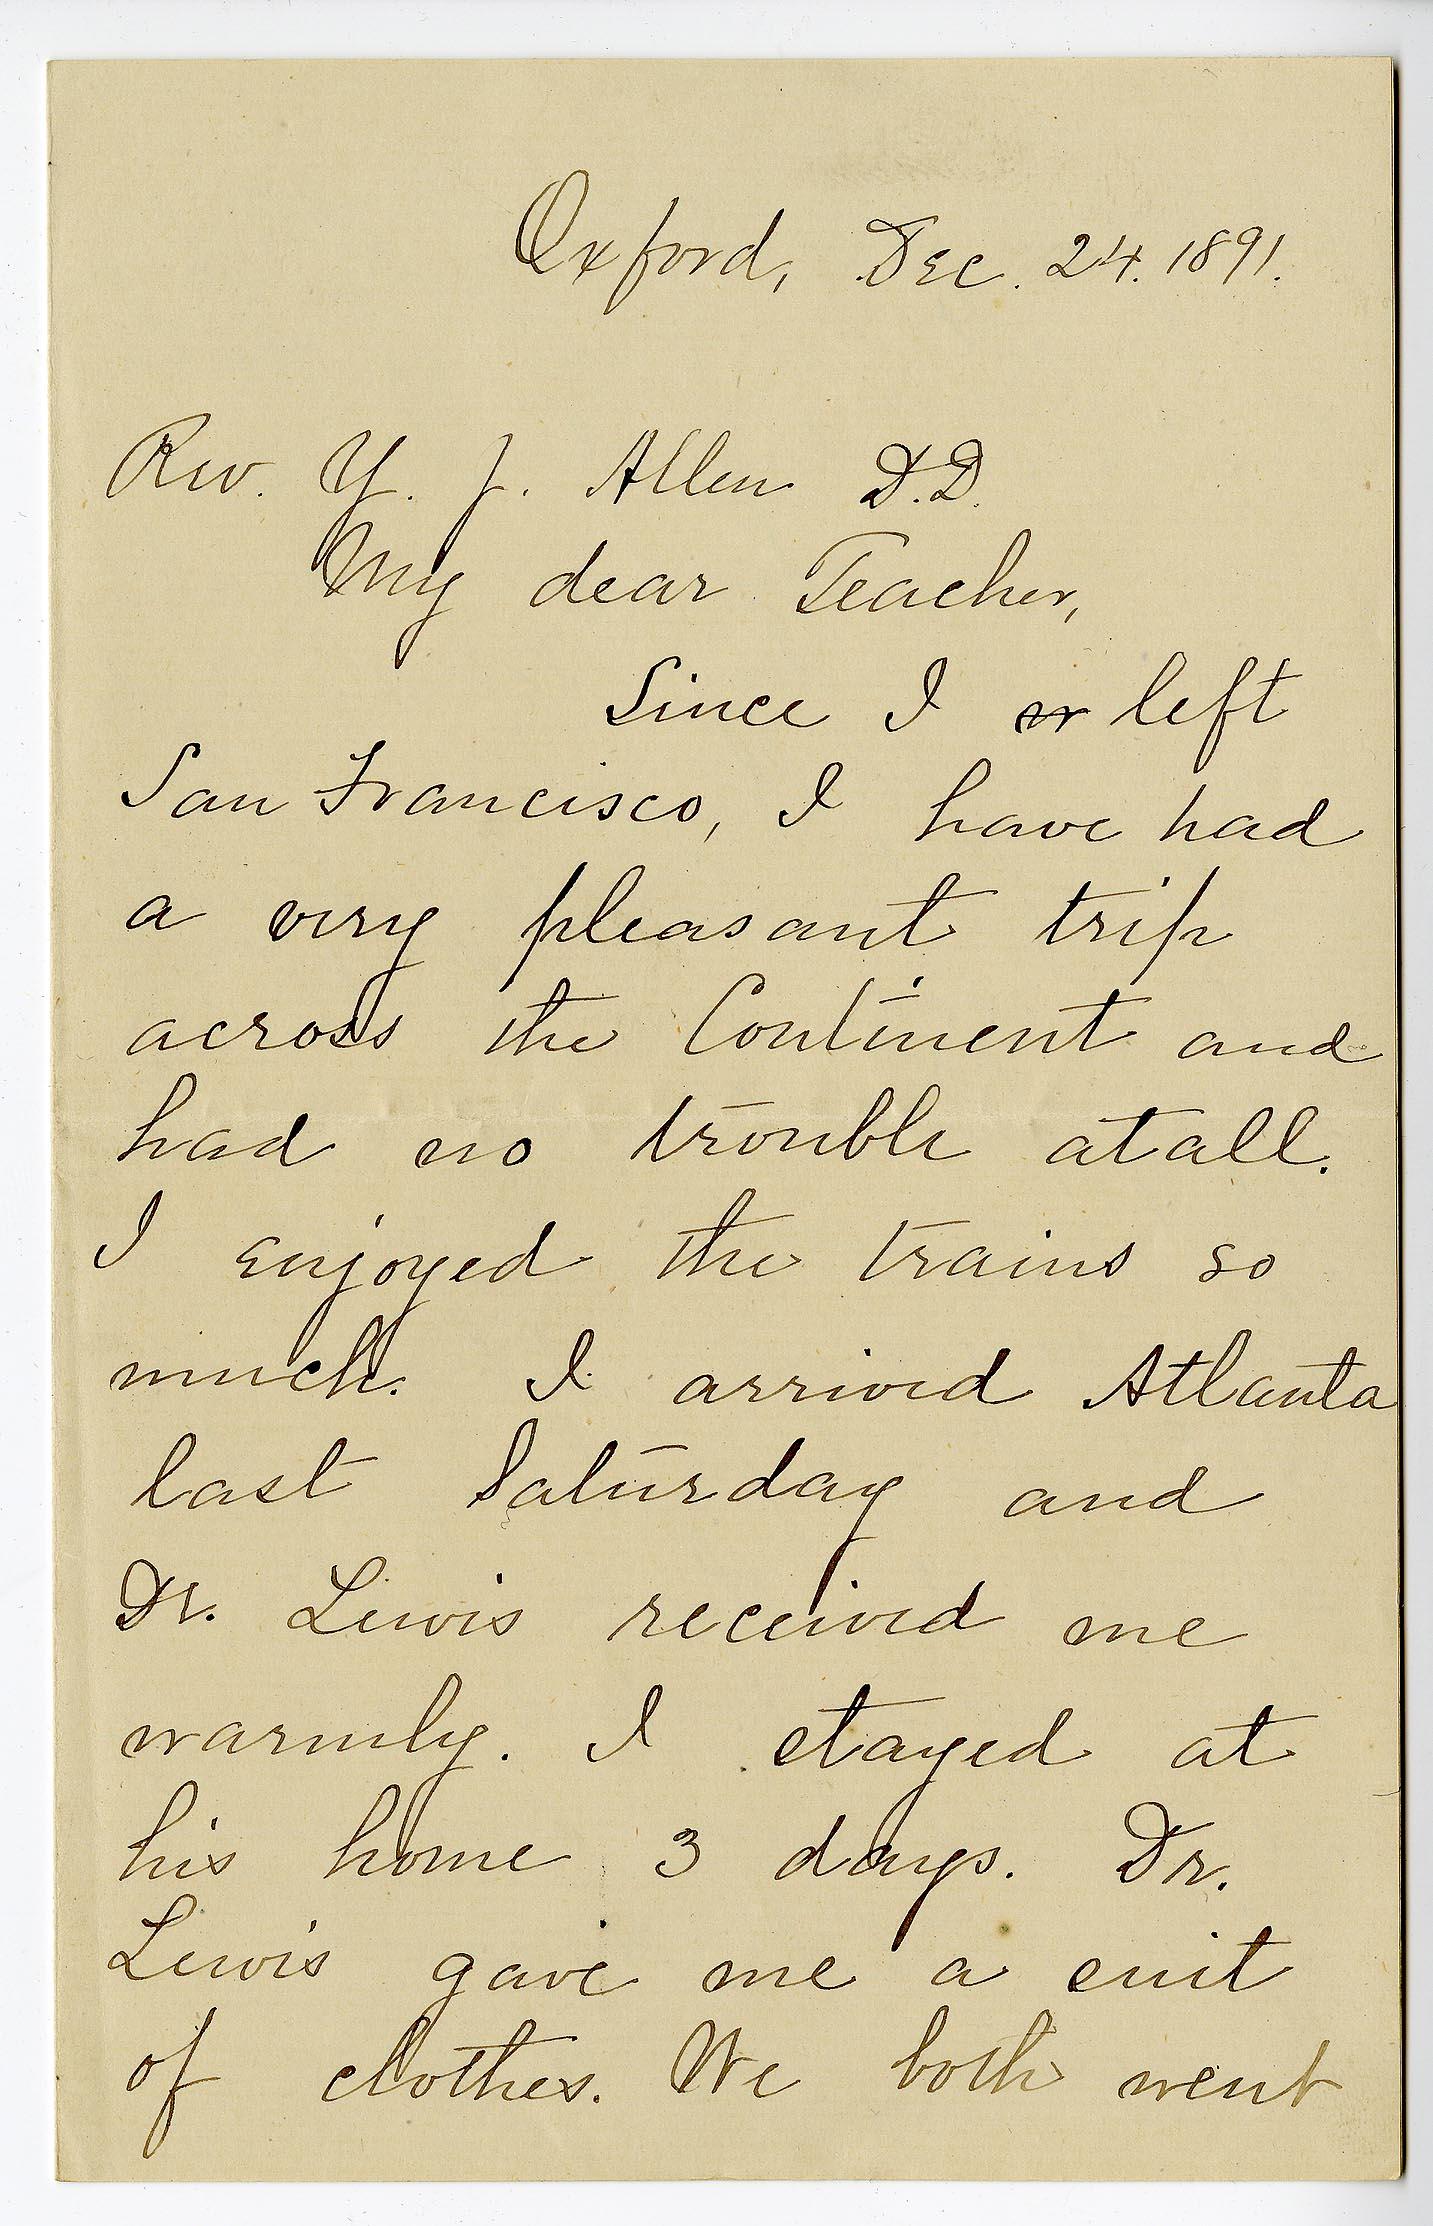 Oxford, Dec. 24. 1891.
Rev. Y. J. Allen D.D.
My dear Teacher,
Since I left
San Francisco, I have had
a very pleasant trip
across the Continent and
had no trouble atall.
I enjoyed the trains so
much. I arrived Atlanta
last Saturday and
Dr. Lewis received me
warmly. I stayed at
his home 3 days. Dr.
Lewis gave me a suit
of clothes. We both went